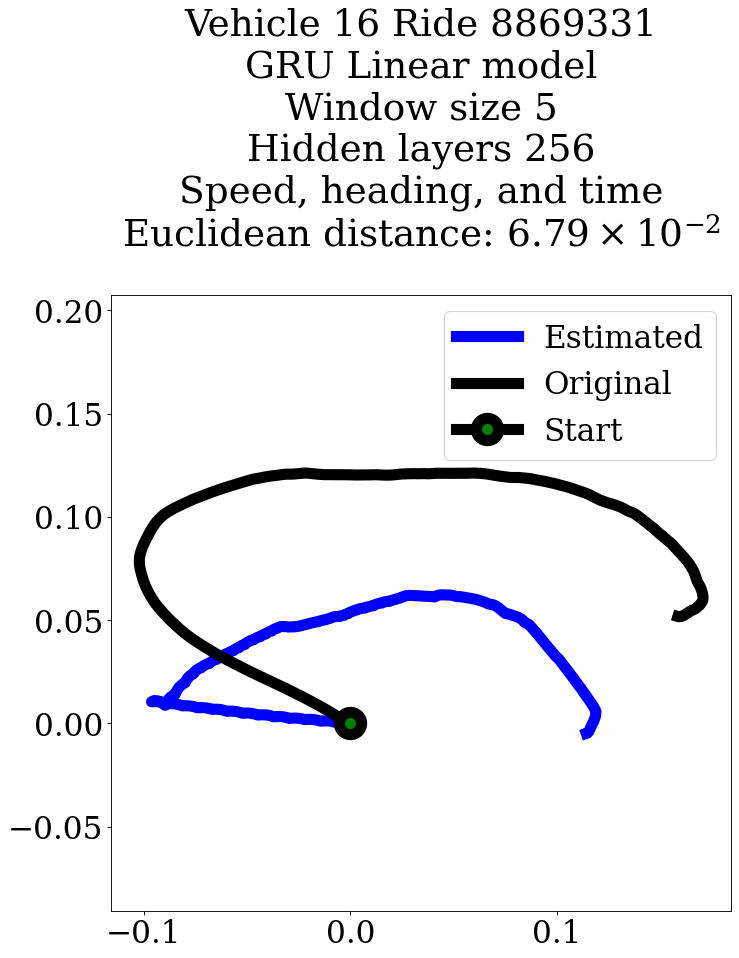 Vehicle 16 Ride 8869331
GRU Linear model
Window size 5
Hidden layers 256
Speed, heading, and time
Euclidean distance: 6.79 × 10⁻²
Estimated
Original
Start
0.20
0.15
0.10
0.05
0.00
−0.05
−0.1
0.0
0.1